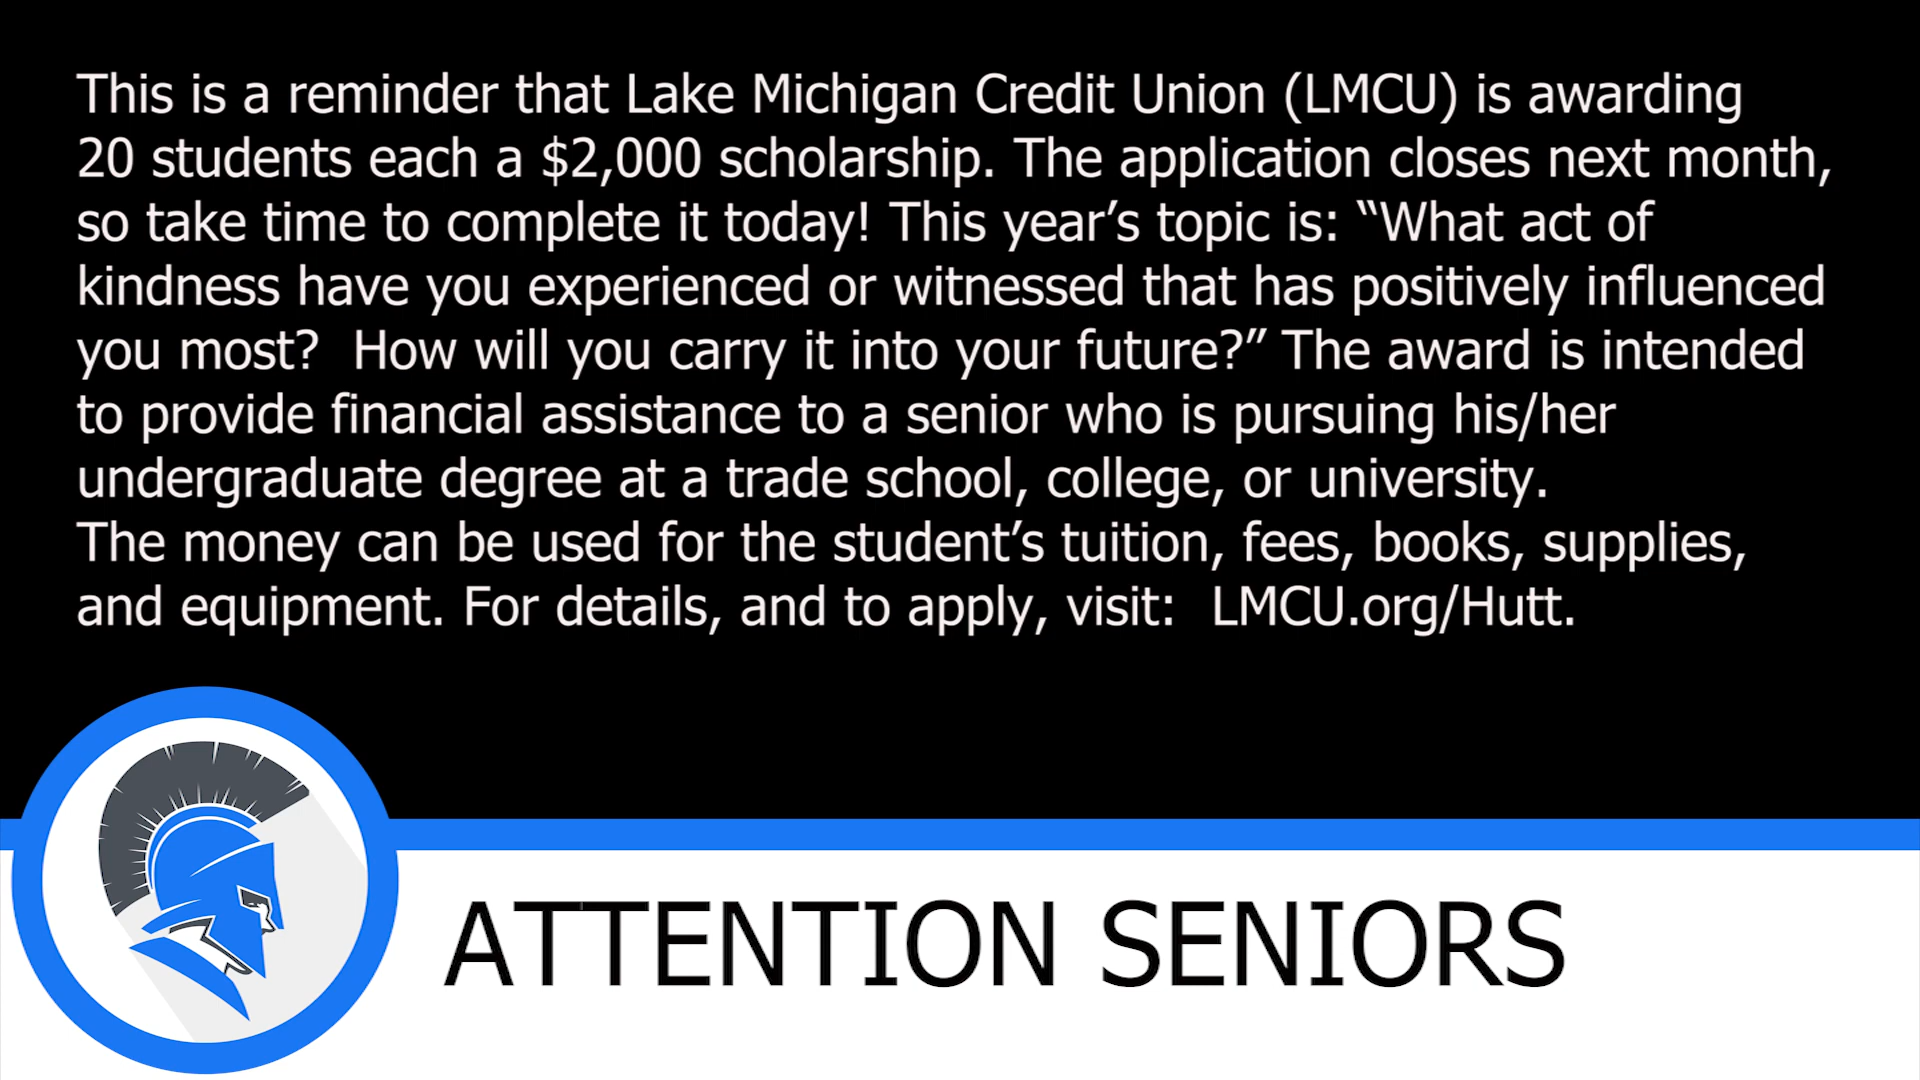 This is a reminder that Lake Michigan Credit Union (LMCU) is awarding
20 students each a $2,000 scholarship. The application closes next month,
so take time to complete it today! This year’s topic is: “What act of
kindness have you experienced or witnessed that has positively influenced
you most?  How will you carry it into your future?” The award is intended
to provide financial assistance to a senior who is pursuing his/her
undergraduate degree at a trade school, college, or university.
The money can be used for the student’s tuition, fees, books, supplies,
and equipment. For details, and to apply, visit:  LMCU.org/Hutt.
ATTENTION SENIORS